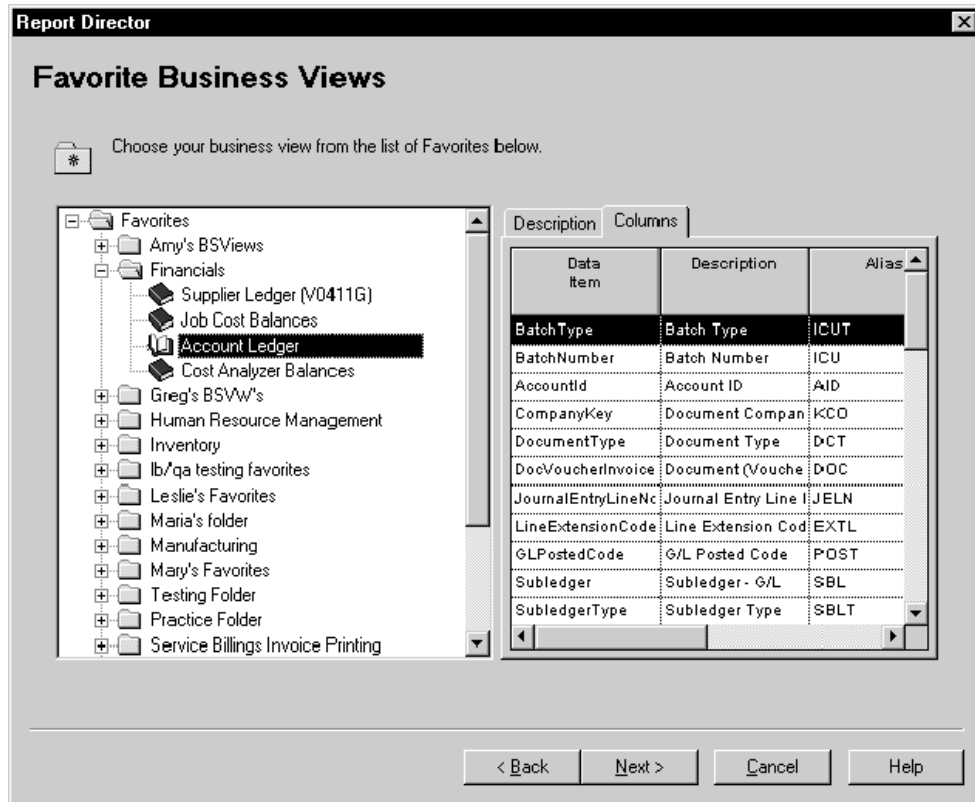 Report Director
Favorite Business Views
Choose your business view from the list of Favorites below.
Favorites
Amy's BSViews
Financials
Supplier Ledger (V0411G)
Job Cost Balances
Account Ledger
Cost Analyzer Balances
Greg's BSVW's
Human Resource Management
Inventory
lb/qa testing favorites
Leslie's Favorites
Maria's folder
Manufacturing
Mary's Favorites
Testing Folder
Practice Folder
Service Billings Invoice Printing
Description Columns
Data Item Description Alias
BatchType Batch Type ICUT
BatchNumber Batch Number ICU
AccountId Account ID AID
CompanyKey Document Compan KCO
DocumentType Document Type DCT
DocVoucherInvoice Document (Vouche DOC
JournalEntryLineNo Journal Entry Line JELN
LineExtensionCode Line Extension Cod EXTL
GLPostedCode G/L Posted Code POST
Subledger Subledger - G/L SBL
SubledgerType Subledger Type SBLT
< Back Next > Cancel Help